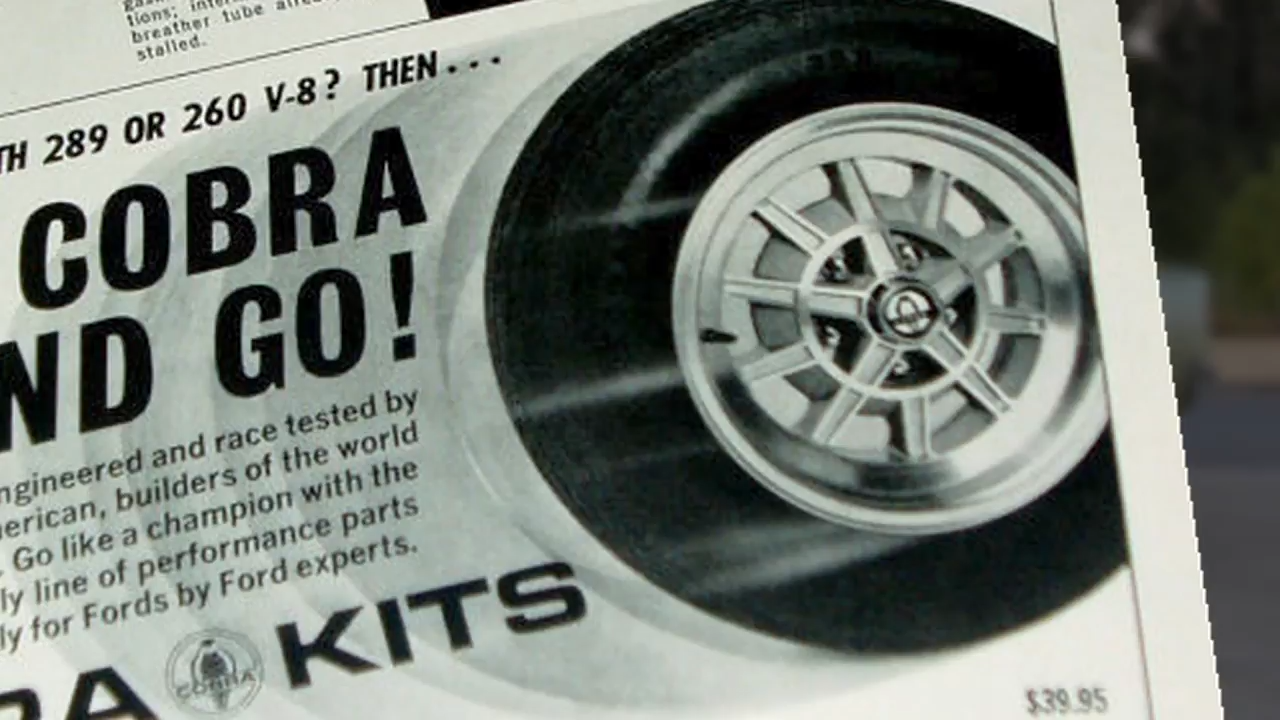 tions;
breather tube
stalled.
TH 289 OR 260 V-8? THEN...
COBRA
ND GO!
ngineered and race tested by
merican, builders of the world
. Go like a champion with the
ly line of performance parts
ly for Fords by Ford experts.
RA COBRA KITS
$39.95